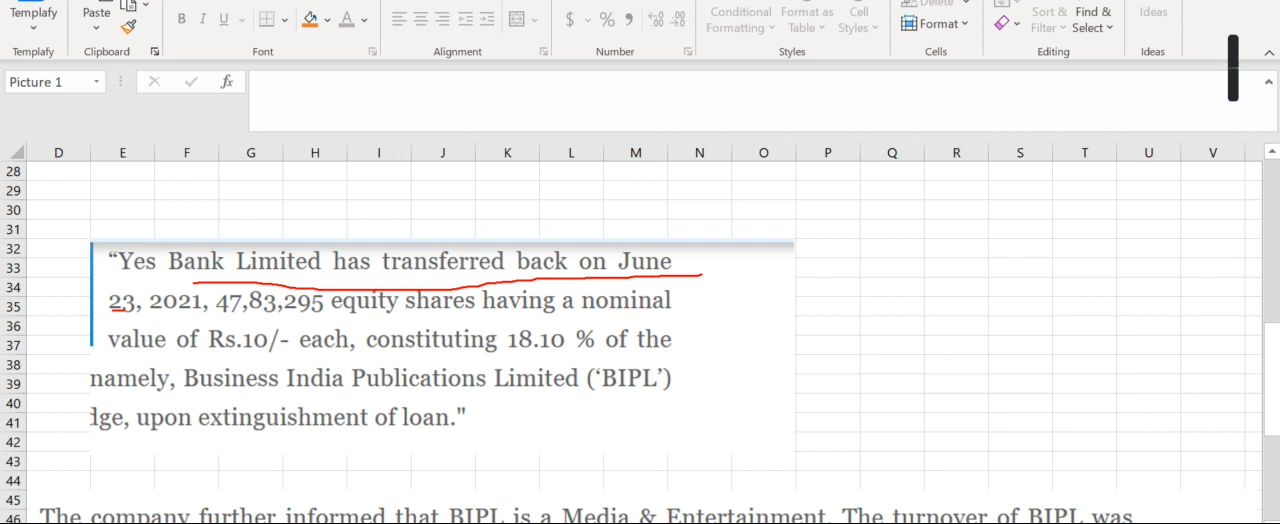 Templafy Paste B I U A $ % Conditional Format as Cell Delete Sort & Find & Ideas
Formatting Table Styles Format Filter Select
Templafy Clipboard Font Alignment Number Styles Cells Editing Ideas
Picture 1 fx
D E F G H I J K L M N O P Q R S T U V
28
29
30
31
32
33
34
35
36
37
38
39
40
41
42
43
44
45
46
“Yes Bank Limited has transferred back on June
23, 2021, 47,83,295 equity shares having a nominal
value of Rs.10/- each, constituting 18.10 % of the
namely, Business India Publications Limited (‘BIPL’)
upon extinguishment of loan."
The company further informed that BIPL is a Media & Entertainment. The turnover of BIPL was